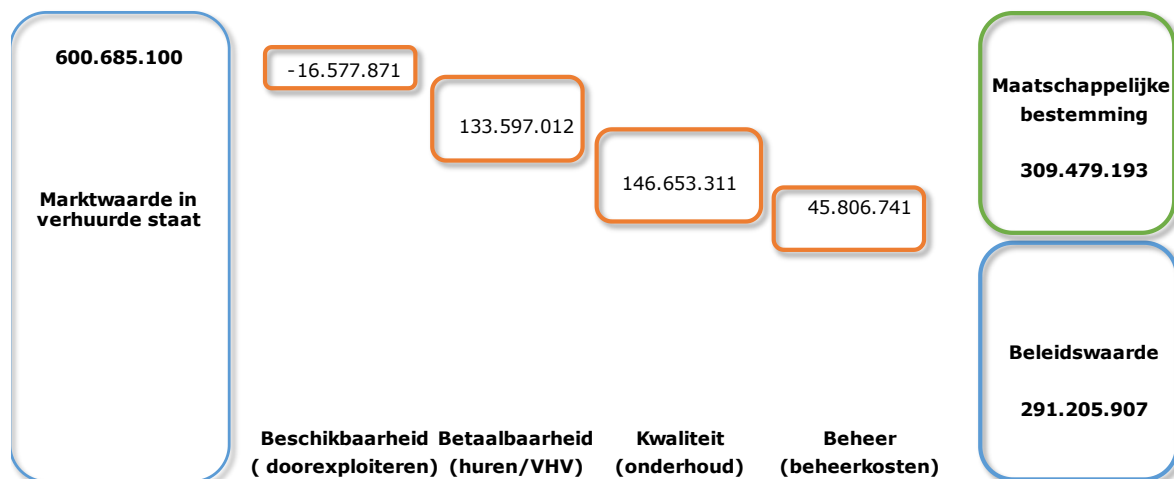 600.685.100
Marktwaarde in
verhuurde staat
-16.577.871
133.597.012
146.653.311
45.806.741
Maatschappelijke
bestemming
309.479.193
Beleidswaarde
291.205.907
Beschikbaarheid
( doorexploiteren)
Betaalbaarheid
(huren/VHV)
Kwaliteit
(onderhoud)
Beheer
(beheerkosten)